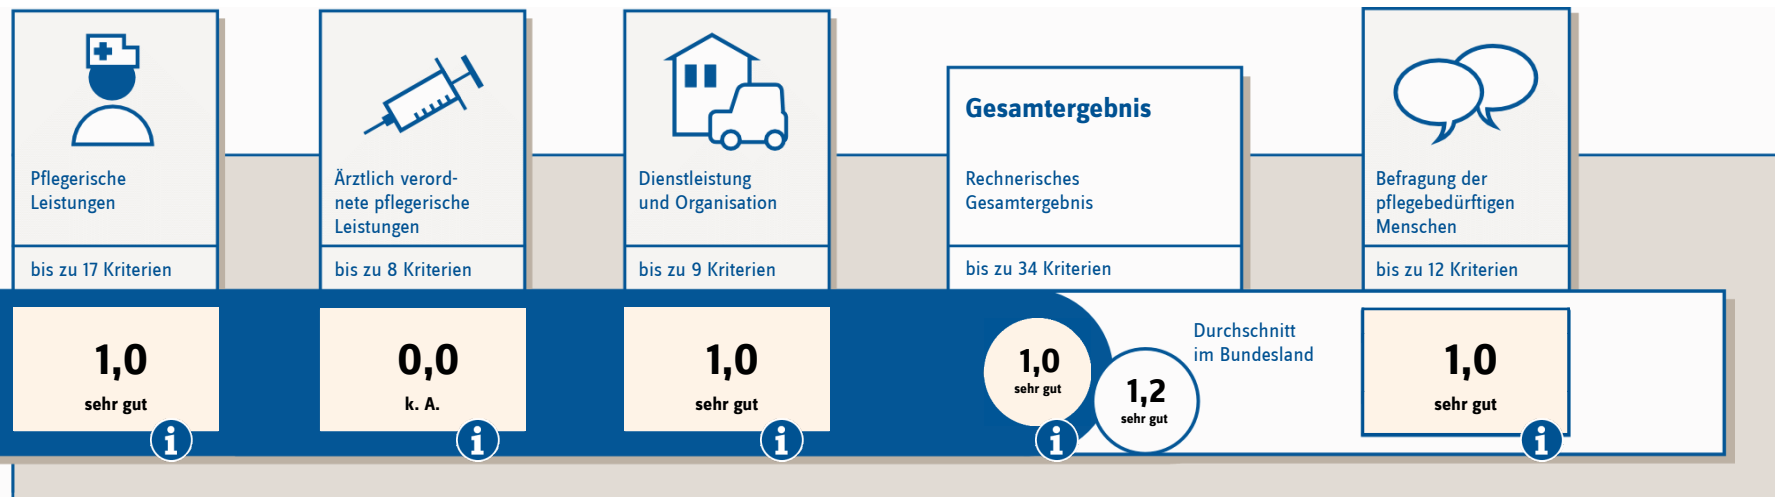 Pflegerische
Leistungen
bis zu 17 Kriterien
1,0
sehr gut
i
Ärztlich verord-
nete pflegerische
Leistungen
bis zu 8 Kriterien
0,0
k. A.
i
Dienstleistung
und Organisation
bis zu 9 Kriterien
1,0
sehr gut
i
Gesamtergebnis
Rechnerisches
Gesamtergebnis
bis zu 34 Kriterien
1,0
sehr gut
i
1,2
sehr gut
Durchschnitt
im Bundesland
Befragung der
pflegebedürftigen
Menschen
bis zu 12 Kriterien
1,0
sehr gut
i